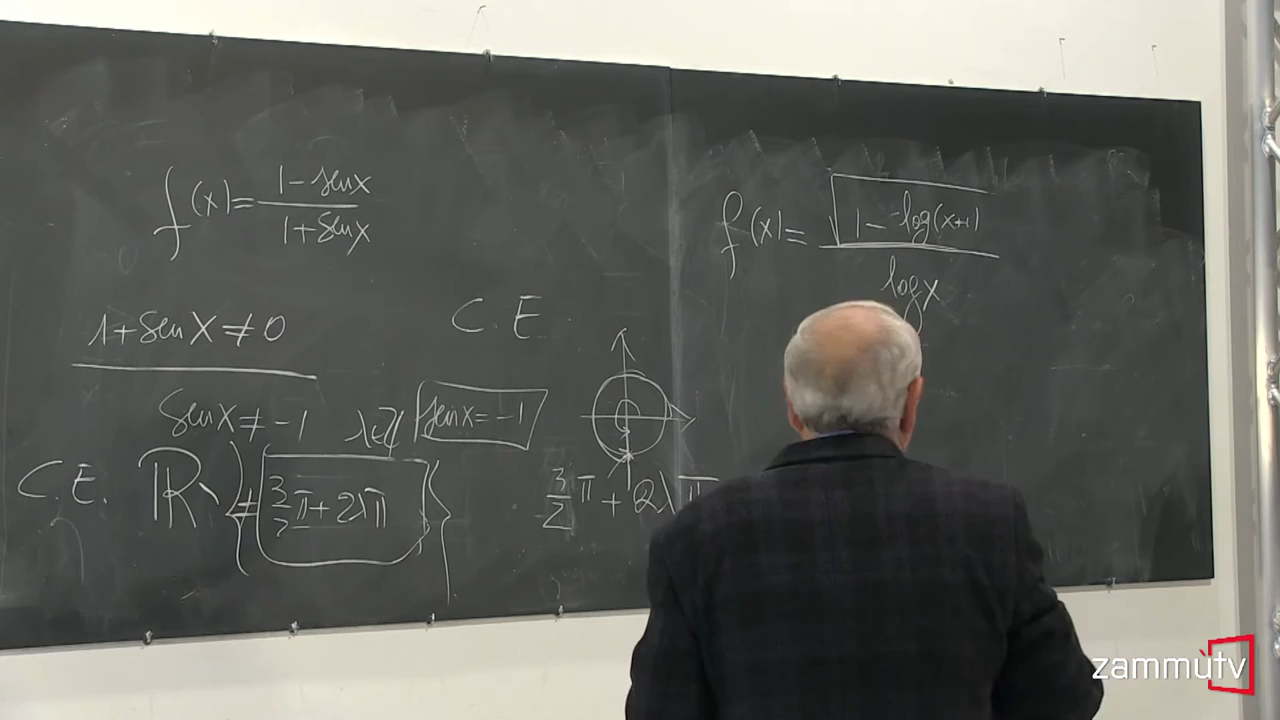 f(x) = 1 - sen x / 1 + sen x
1 + sen x ≠ 0
C.E.
sen x ≠ -1 λ∈ℤ sen x = -1
C.E. ℝ \ { 3/2 π + 2λπ }
3/2 π + 2λπ
f(x) = √(1 - log(x+1)) / log x
zammùtv